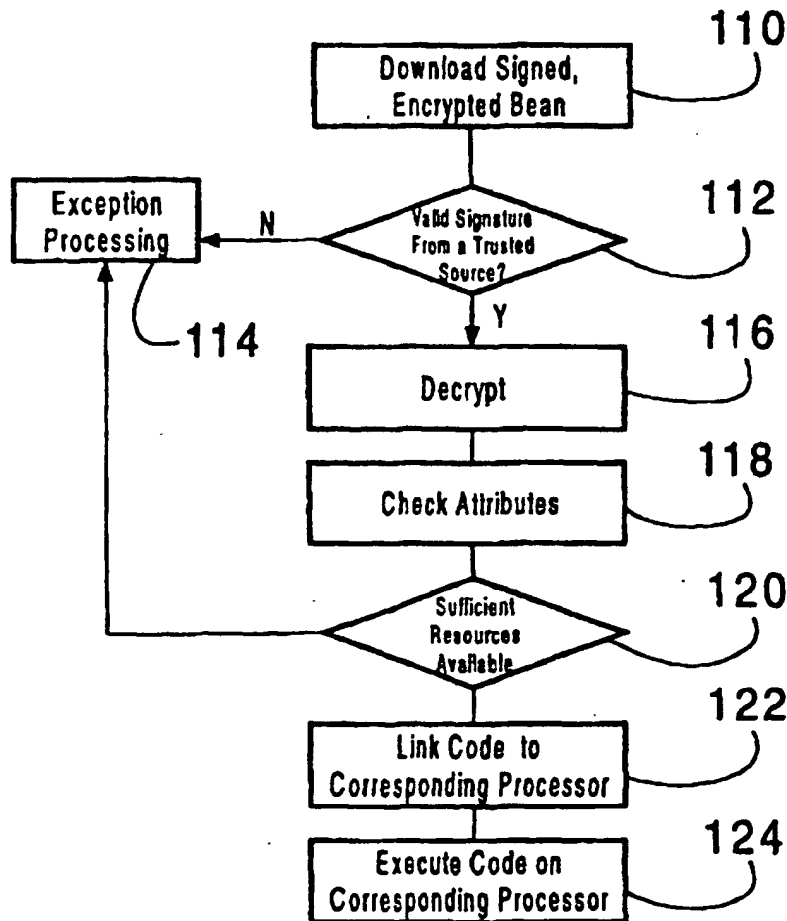 110
Download Signed,
Encrypted Bean
112
Valid Signature
From a Trusted
Source?
N
Exception
Processing
114
Y
116
Decrypt
118
Check Attributes
120
Sufficient
Resources
Available
122
Link Code to
Corresponding Processor
124
Execute Code on
Corresponding Processor